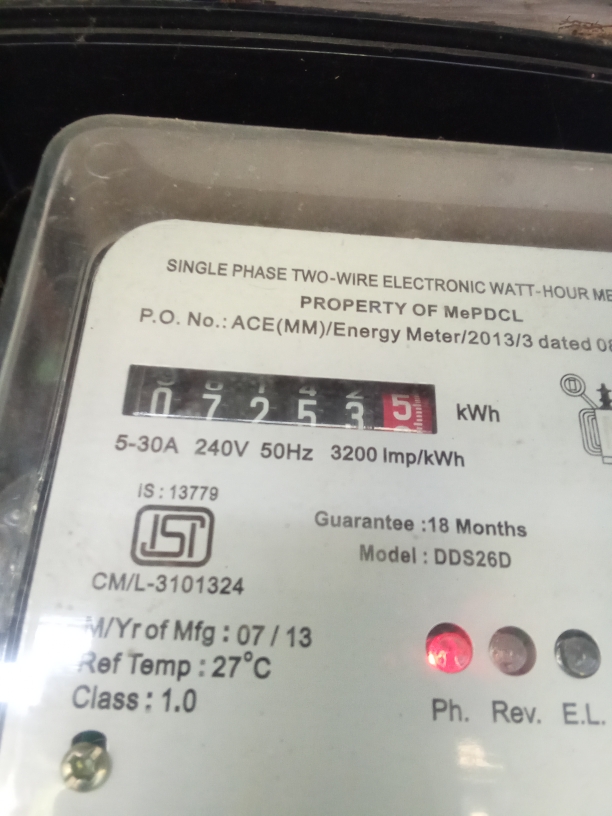 SINGLE PHASE TWO-WIRE ELECTRONIC WATT-HOUR
PROPERTY OF MePDCL
P.O. No.: ACE(MM)/Energy Meter/2013/3 dated
0 7 2 5 3 5 kWh
5-30A 240V 50Hz 3200 Imp/kWh
IS : 13779
ISI
CM/L-3101324
Guarantee :18 Months
Model : DDS26D
M/Yr of Mfg : 07 / 13
Ref Temp : 27°C
Class : 1.0
Ph. Rev. E.L.